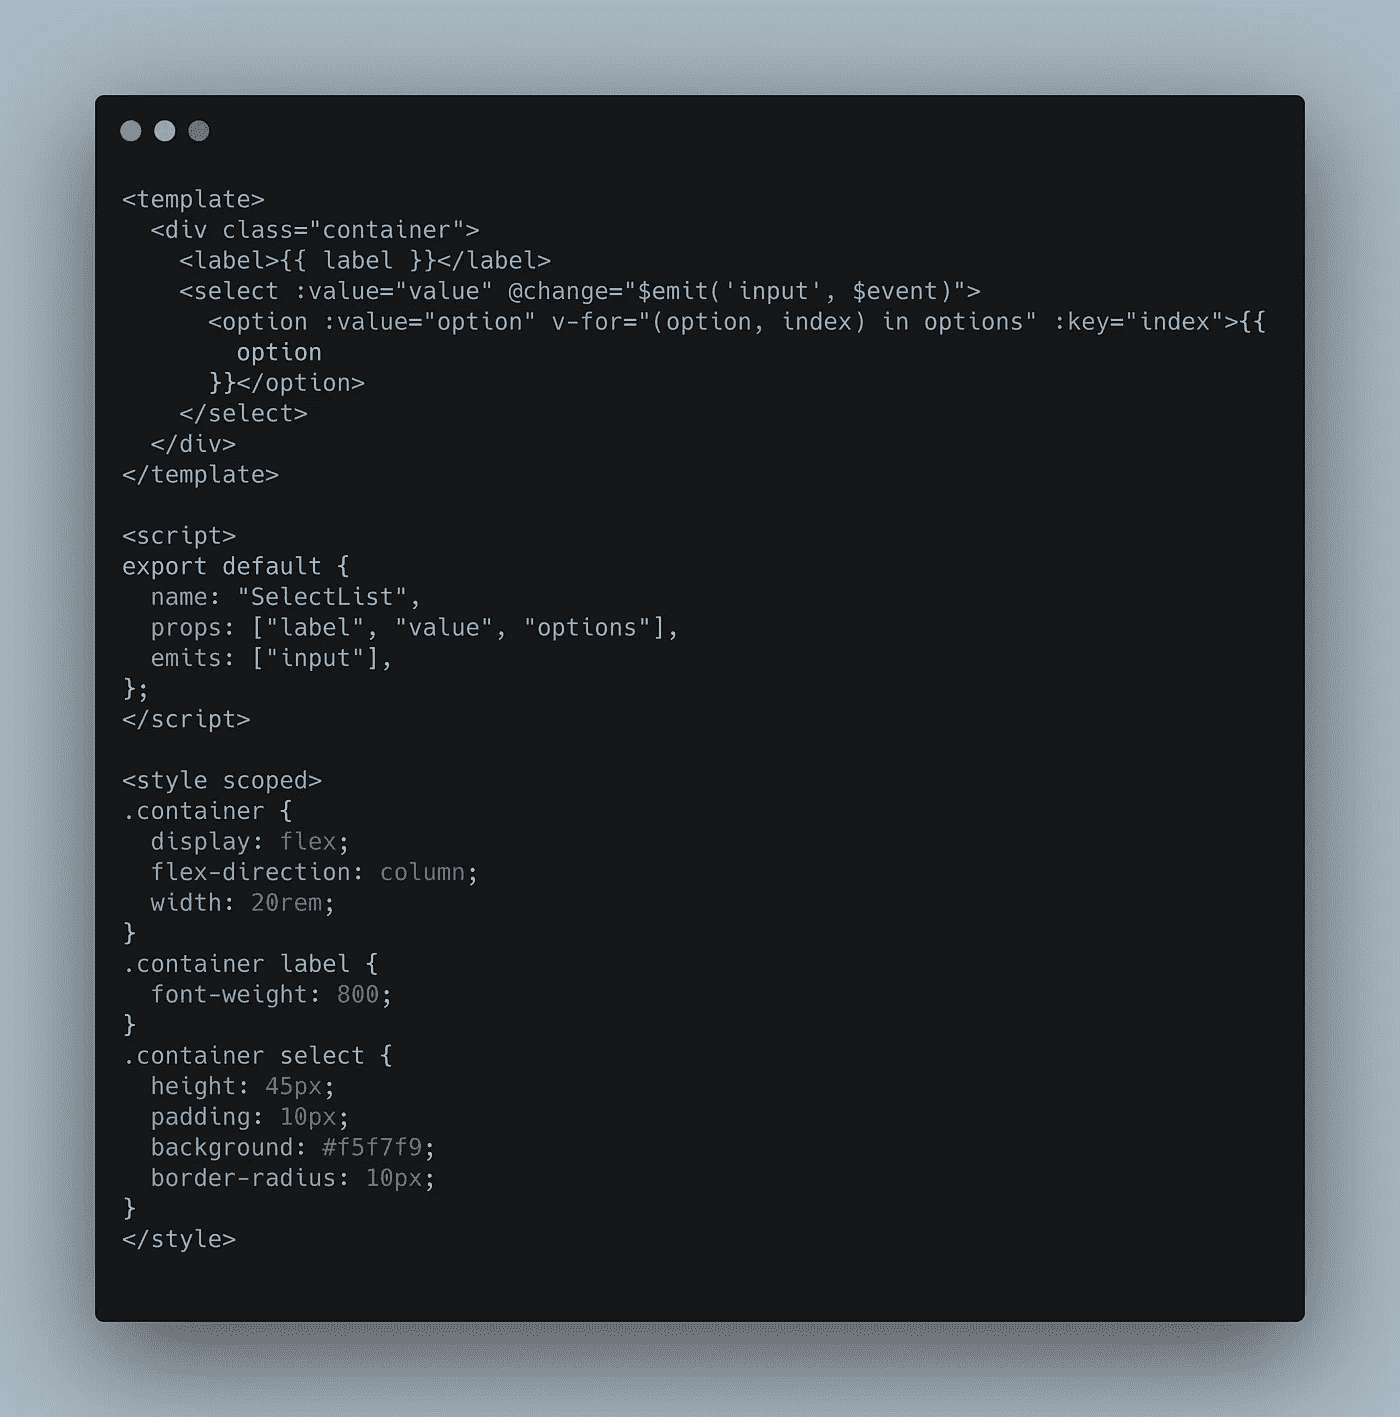 <template>
  <div class="container">
    <label>{{ label }}</label>
    <select :value="value" @change="$emit('input', $event)">
      <option :value="option" v-for="(option, index) in options" :key="index">{{
        option
      }}</option>
    </select>
  </div>
</template>

<script>
export default {
  name: "SelectList",
  props: ["label", "value", "options"],
  emits: ["input"],
};
</script>

<style scoped>
.container {
  display: flex;
  flex-direction: column;
  width: 20rem;
}
.container label {
  font-weight: 800;
}
.container select {
  height: 45px;
  padding: 10px;
  background: #f5f7f9;
  border-radius: 10px;
}
</style>